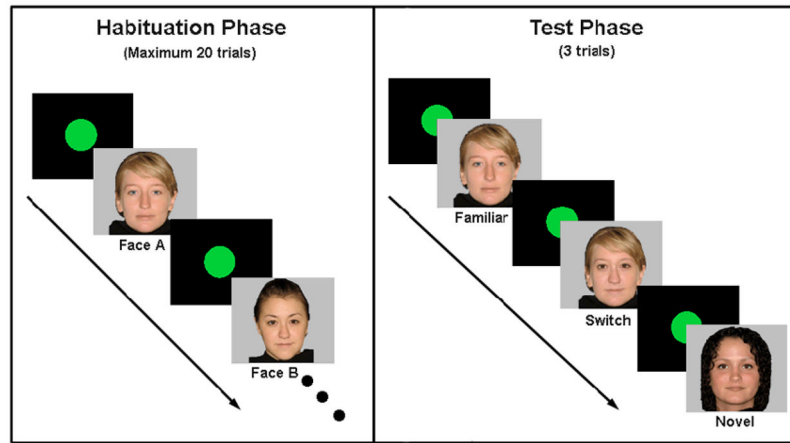 Habituation Phase
(Maximum 20 trials)
Face A
Face B
Test Phase
(3 trials)
Familiar
Switch
Novel